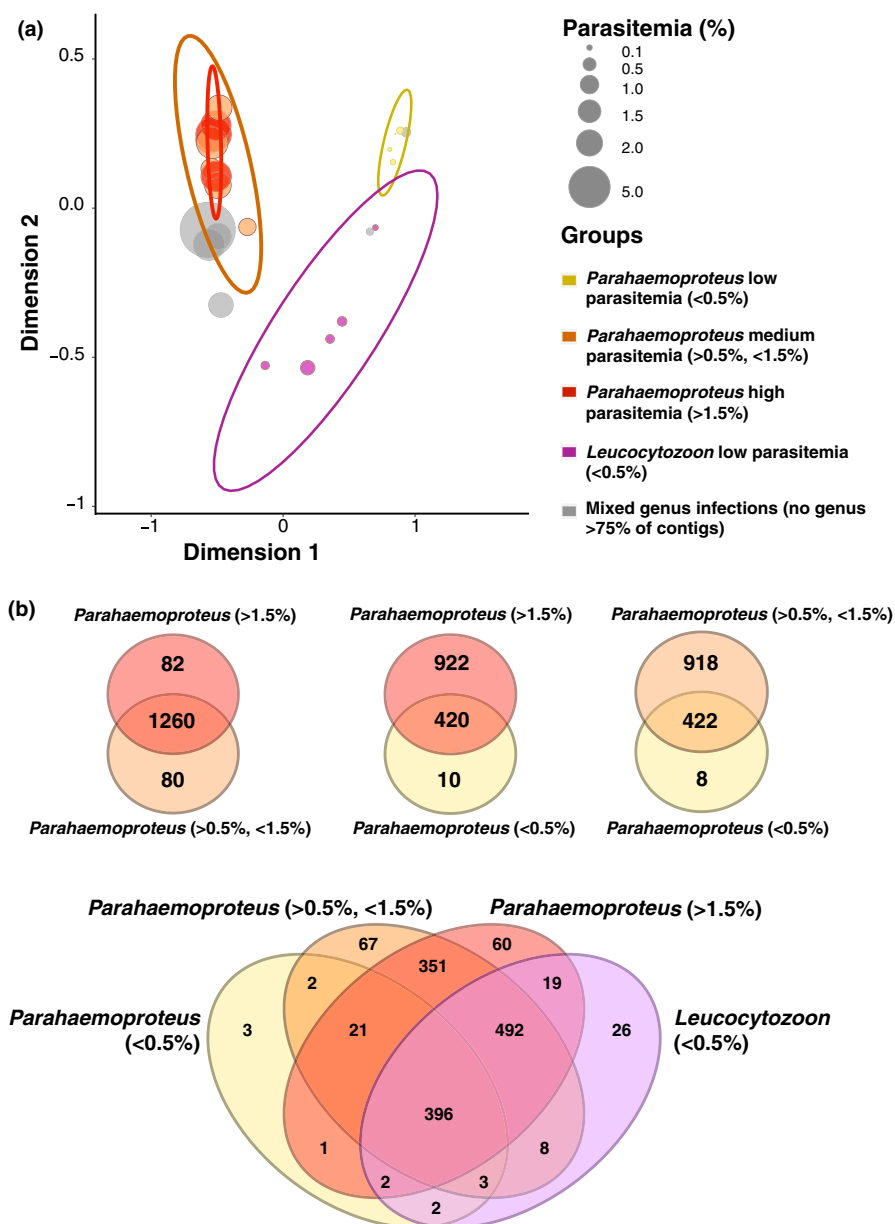 (a)
0.5
0.0
−0.5
−1
−1
0
1
Dimension 2
Dimension 1
Parasitemia (%)
0.1
0.5
1.0
1.5
2.0
5.0
Groups
Parahaemoproteus low
parasitemia (<0.5%)
Parahaemoproteus medium
parasitemia (>0.5%, <1.5%)
Parahaemoproteus high
parasitemia (>1.5%)
Leucocytozoon low parasitemia
(<0.5%)
Mixed genus infections (no genus
>75% of contigs)
(b)
Parahaemoproteus (>1.5%)
82
1260
80
Parahaemoproteus (>0.5%, <1.5%)
Parahaemoproteus (>1.5%)
922
420
10
Parahaemoproteus (<0.5%)
Parahaemoproteus (>0.5%, <1.5%)
918
422
8
Parahaemoproteus (<0.5%)
Parahaemoproteus (>0.5%, <1.5%)
Parahaemoproteus (>1.5%)
Parahaemoproteus
(<0.5%)
Leucocytozoon
(<0.5%)
67
60
2
351
19
3
21
492
26
396
1
8
2
3
2